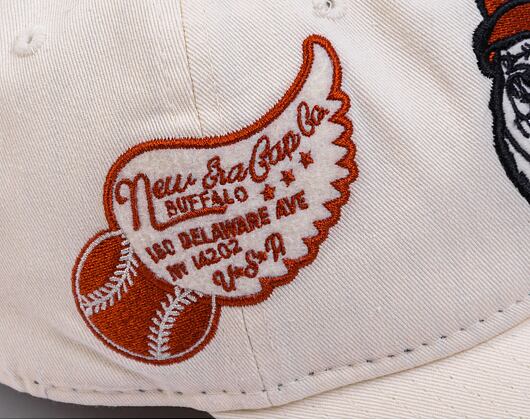 New Era Cap Co.
BUFFALO
160 DELAWARE AVE
NY 14202
U★S★A